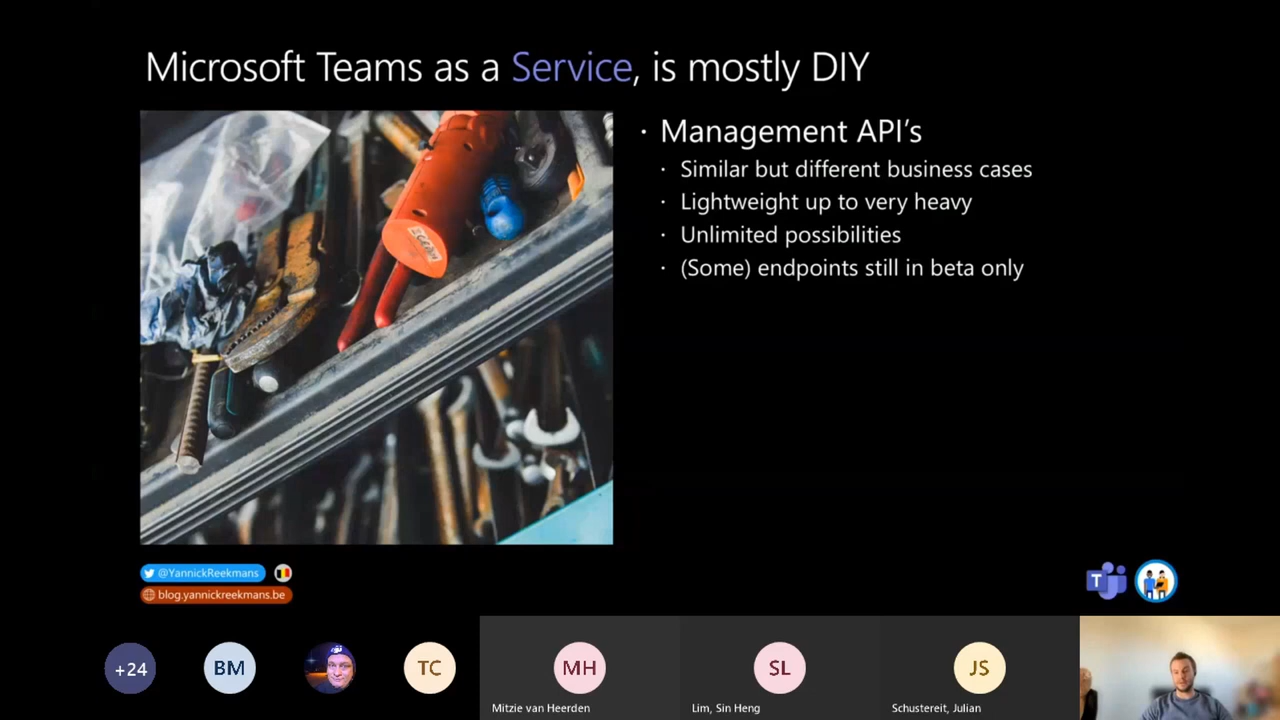 Microsoft Teams as a Service, is mostly DIY
· Management API’s
· Similar but different business cases
· Lightweight up to very heavy
· Unlimited possibilities
· (Some) endpoints still in beta only
@YannickReekmans
blog.yannickreekmans.be
T
+24
BM
TC
MH
SL
JS
Mitzie van Heerden
Lim, Sin Heng
Schustereit, Julian